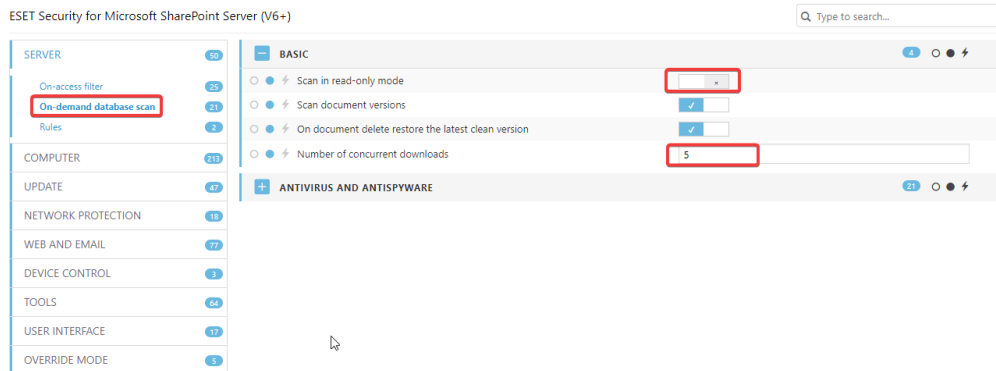 ESET Security for Microsoft SharePoint Server (V6+)
Type to search...
SERVER 50
On-access filter 25
On-demand database scan 21
Rules 2
COMPUTER 213
UPDATE 47
NETWORK PROTECTION 18
WEB AND EMAIL 77
DEVICE CONTROL 3
TOOLS 64
USER INTERFACE 17
OVERRIDE MODE 5
BASIC 4
Scan in read-only mode
Scan document versions
On document delete restore the latest clean version
Number of concurrent downloads 5
ANTIVIRUS AND ANTISPYWARE 21